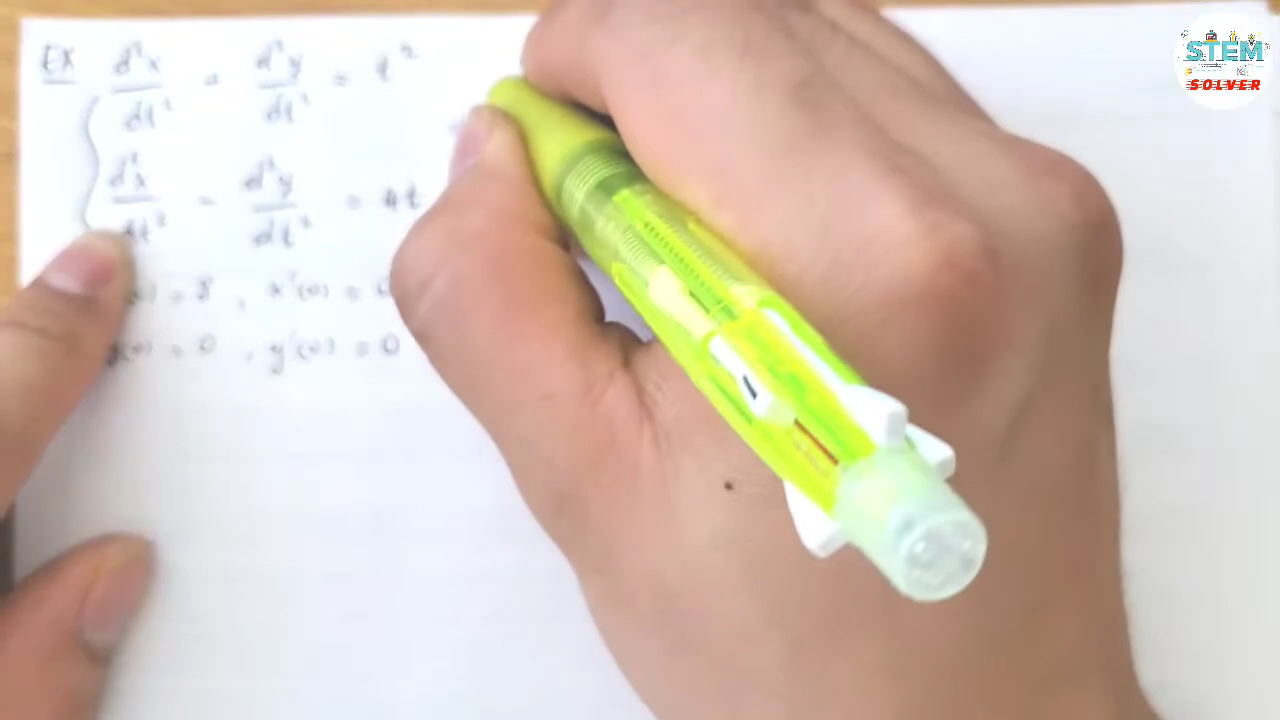 EX d²x/dt² - d²y/dt² = t²
d²x/dt² - d²y/dt² = 4t
) = 8 , x'(0) = 0
y(0) = 0 , y'(0) = 0
STEM
SOLVER